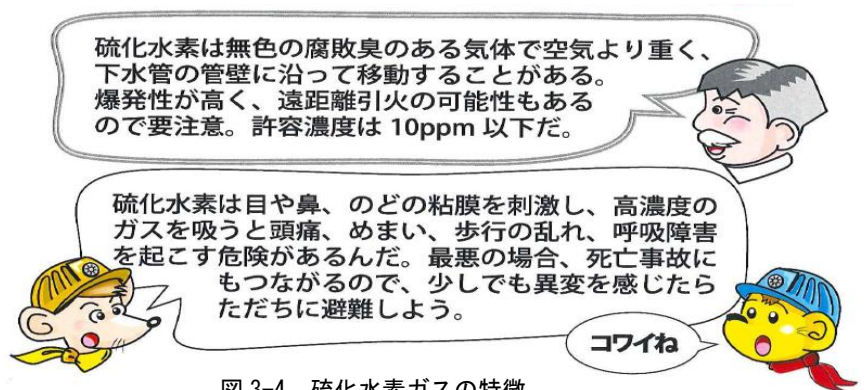 硫化水素は無色の腐敗臭のある気体で空気より重く、
下水管の管壁に沿って移動することがある。
爆発性が高く、遠距離引火の可能性もある
ので要注意。許容濃度は 10ppm 以下だ。
硫化水素は目や鼻、のどの粘膜を刺激し、高濃度の
ガスを吸うと頭痛、めまい、歩行の乱れ、呼吸障害
を起こす危険があるんだ。最悪の場合、死亡事故に
もつながるので、少しでも異変を感じたら
ただちに避難しよう。
コワイね
図 3-4 硫化水素ガスの特徴